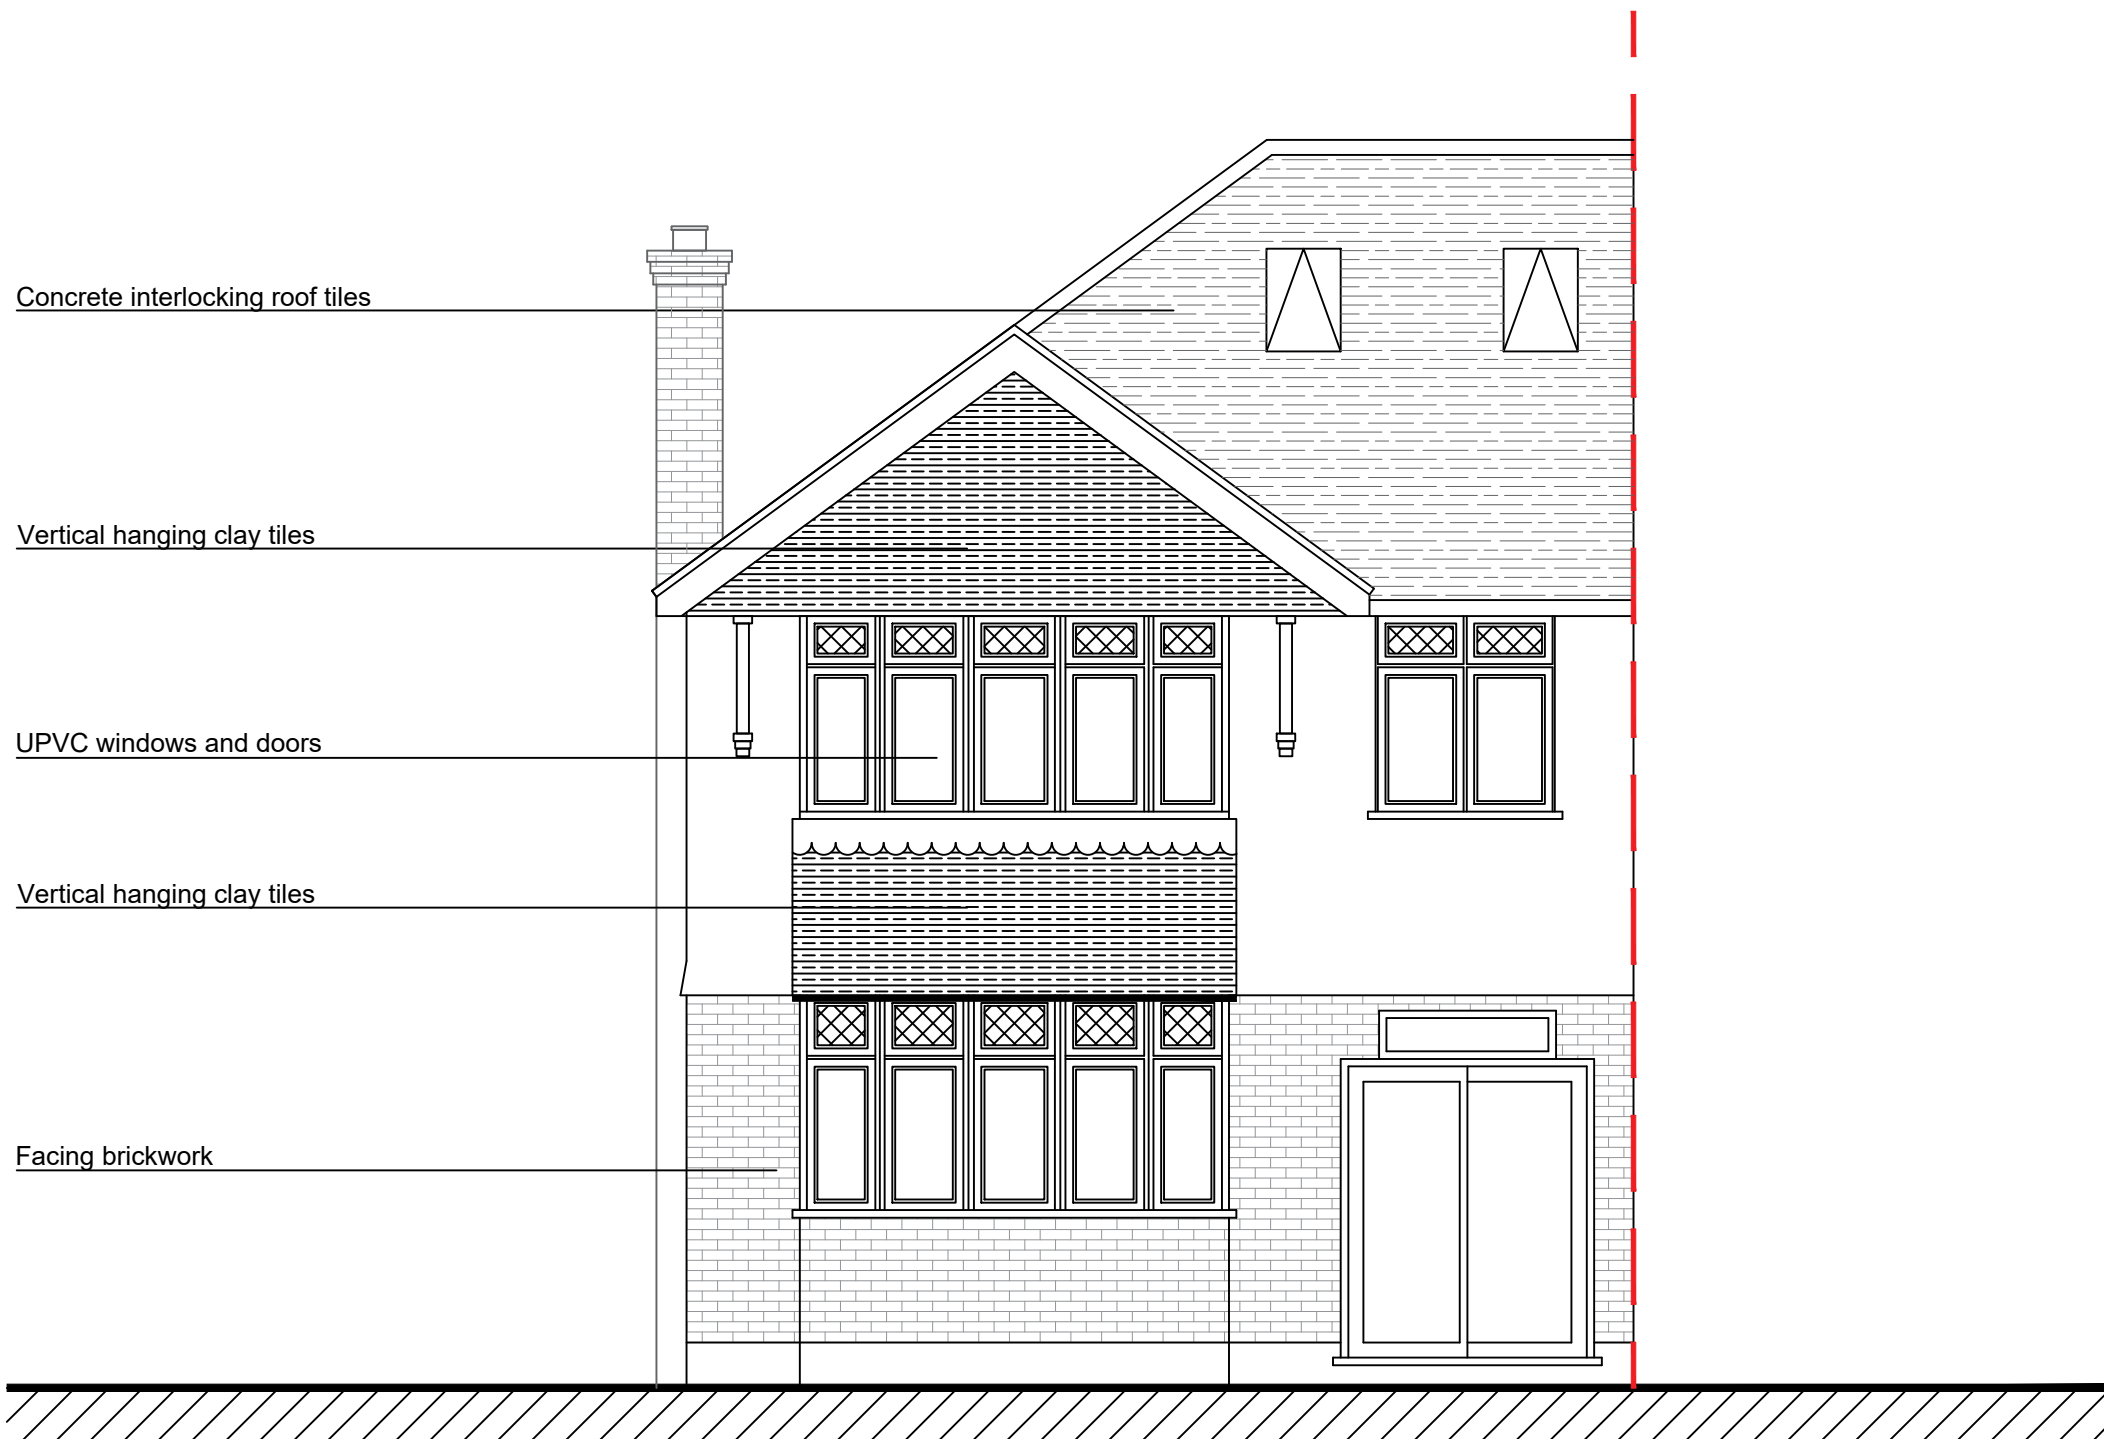 Concrete interlocking roof tiles
Vertical hanging clay tiles
UPVC windows and doors
Vertical hanging clay tiles
Facing brickwork